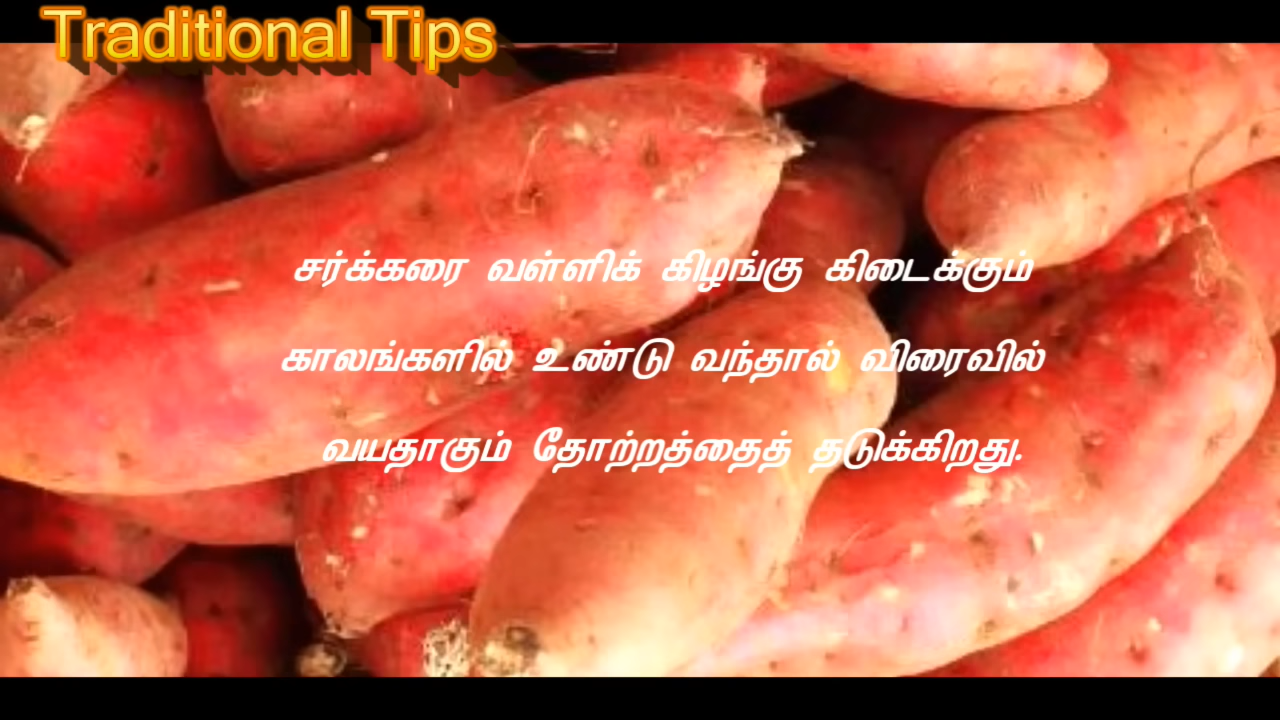 Traditional Tips
சர்க்கரை வள்ளிக் கிழங்கு கிடைக்கும்
காலங்களில் உண்டு வந்தால் விரைவில்
வயதாகும் தோற்றத்தைத் தடுக்கிறது.